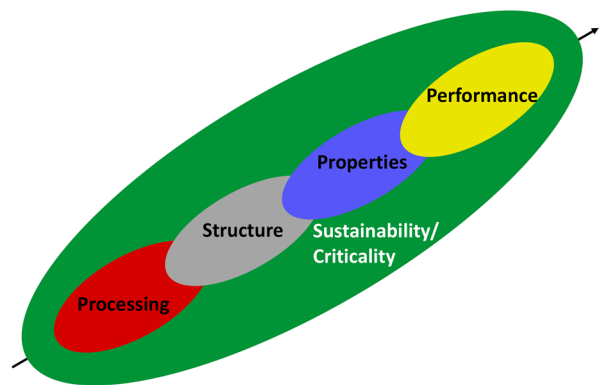 Performance
Properties
Structure
Sustainability/
Criticality
Processing